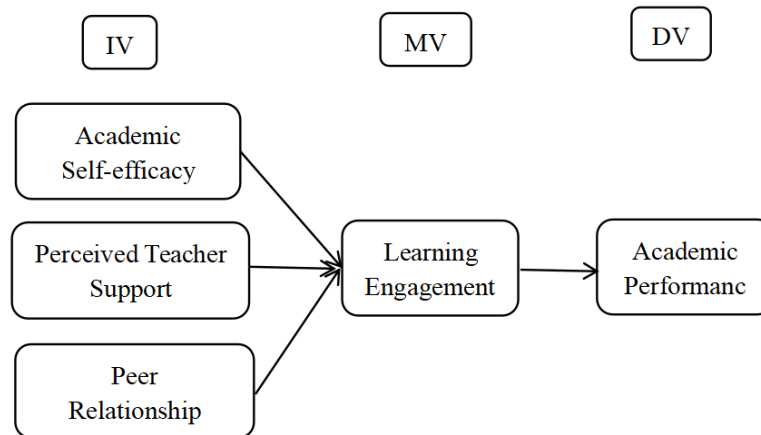 IV
MV
DV
Academic
Self-efficacy
Perceived Teacher
Support
Peer
Relationship
Learning
Engagement
Academic
Performanc